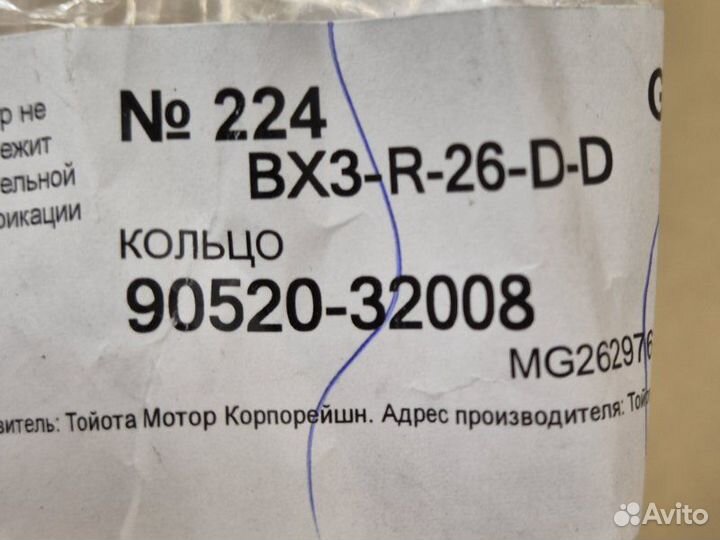 № 224
р не
ежит
ельной
фикации
BX3-R-26-D-D
КОЛЬЦО
90520-32008
MG262976
витель: Тойота Мотор Корпорейшн. Адрес производителя: Той
Avito